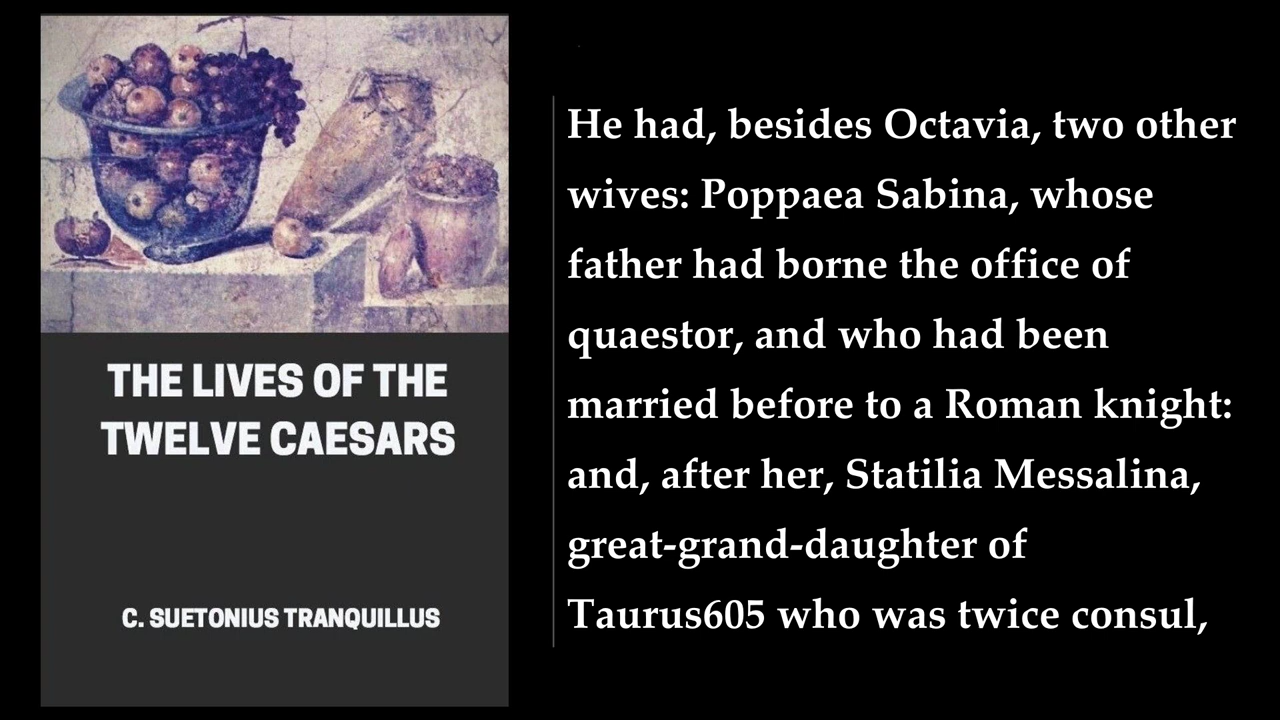 THE LIVES OF THE
TWELVE CAESARS
C. SUETONIUS TRANQUILLUS
He had, besides Octavia, two other
wives: Poppaea Sabina, whose
father had borne the office of
quaestor, and who had been
married before to a Roman knight:
and, after her, Statilia Messalina,
great-grand-daughter of
Taurus605 who was twice consul,